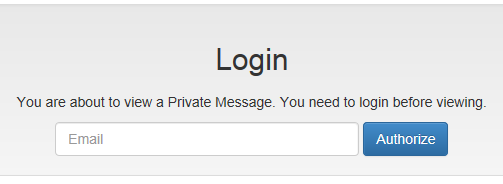 Login
You are about to view a Private Message. You need to login before viewing.
Email Authorize